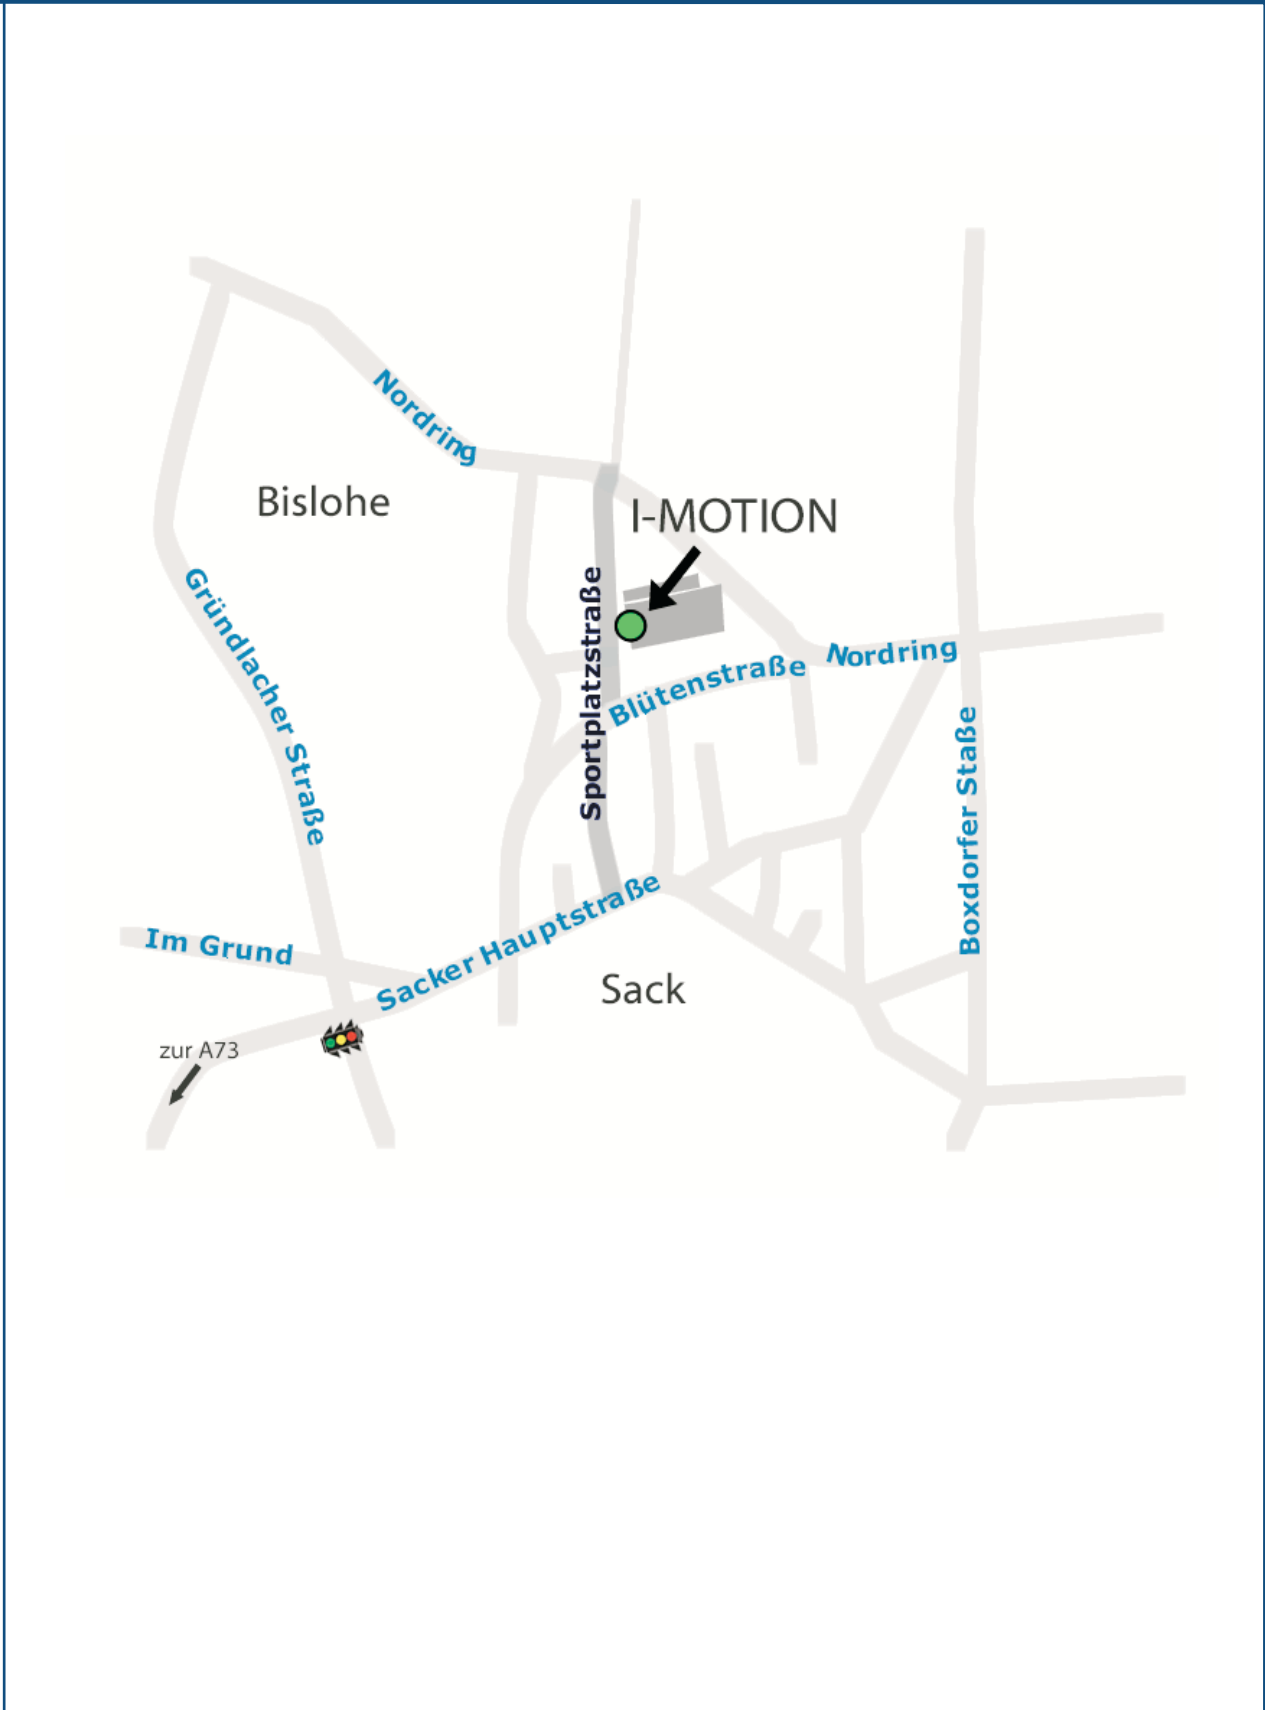 Nordring
Bislohe
I-MOTION
Gründlacher Straße
Sportplatzstraße
Blütenstraße
Nordring
Boxdorfer Staße
Im Grund
Sacker Hauptstraße
Sack
zur A73